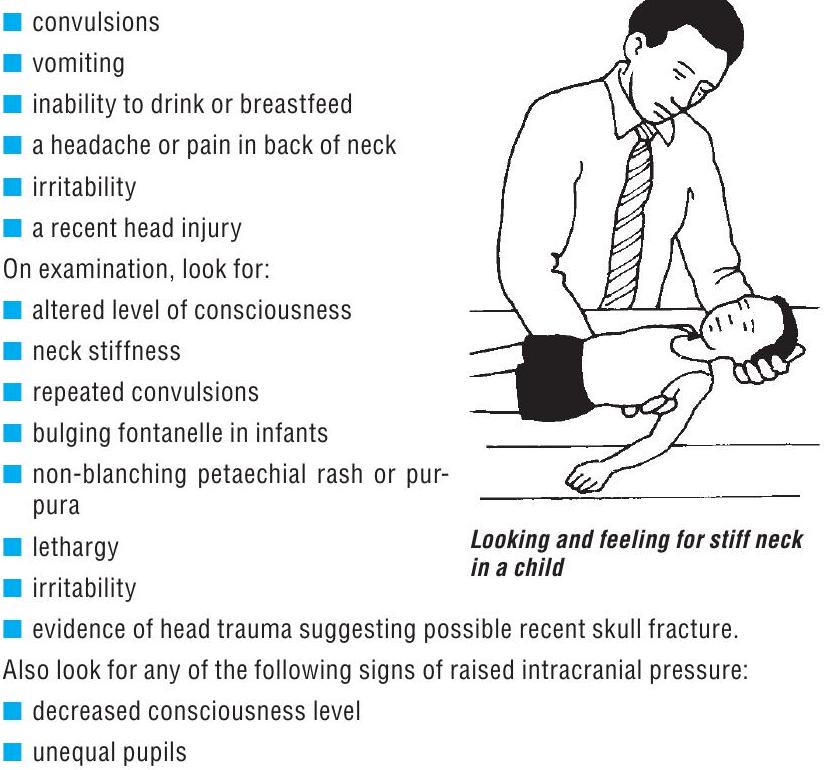 ■ convulsions
■ vomiting
■ inability to drink or breastfeed
■ a headache or pain in back of neck
■ irritability
■ a recent head injury
On examination, look for:
■ altered level of consciousness
■ neck stiffness
■ repeated convulsions
■ bulging fontanelle in infants
■ non-blanching petaechial rash or pur-
pura
■ lethargy
■ irritability
■ evidence of head trauma suggesting possible recent skull fracture.
Also look for any of the following signs of raised intracranial pressure:
■ decreased consciousness level
■ unequal pupils
Looking and feeling for stiff neck
in a child